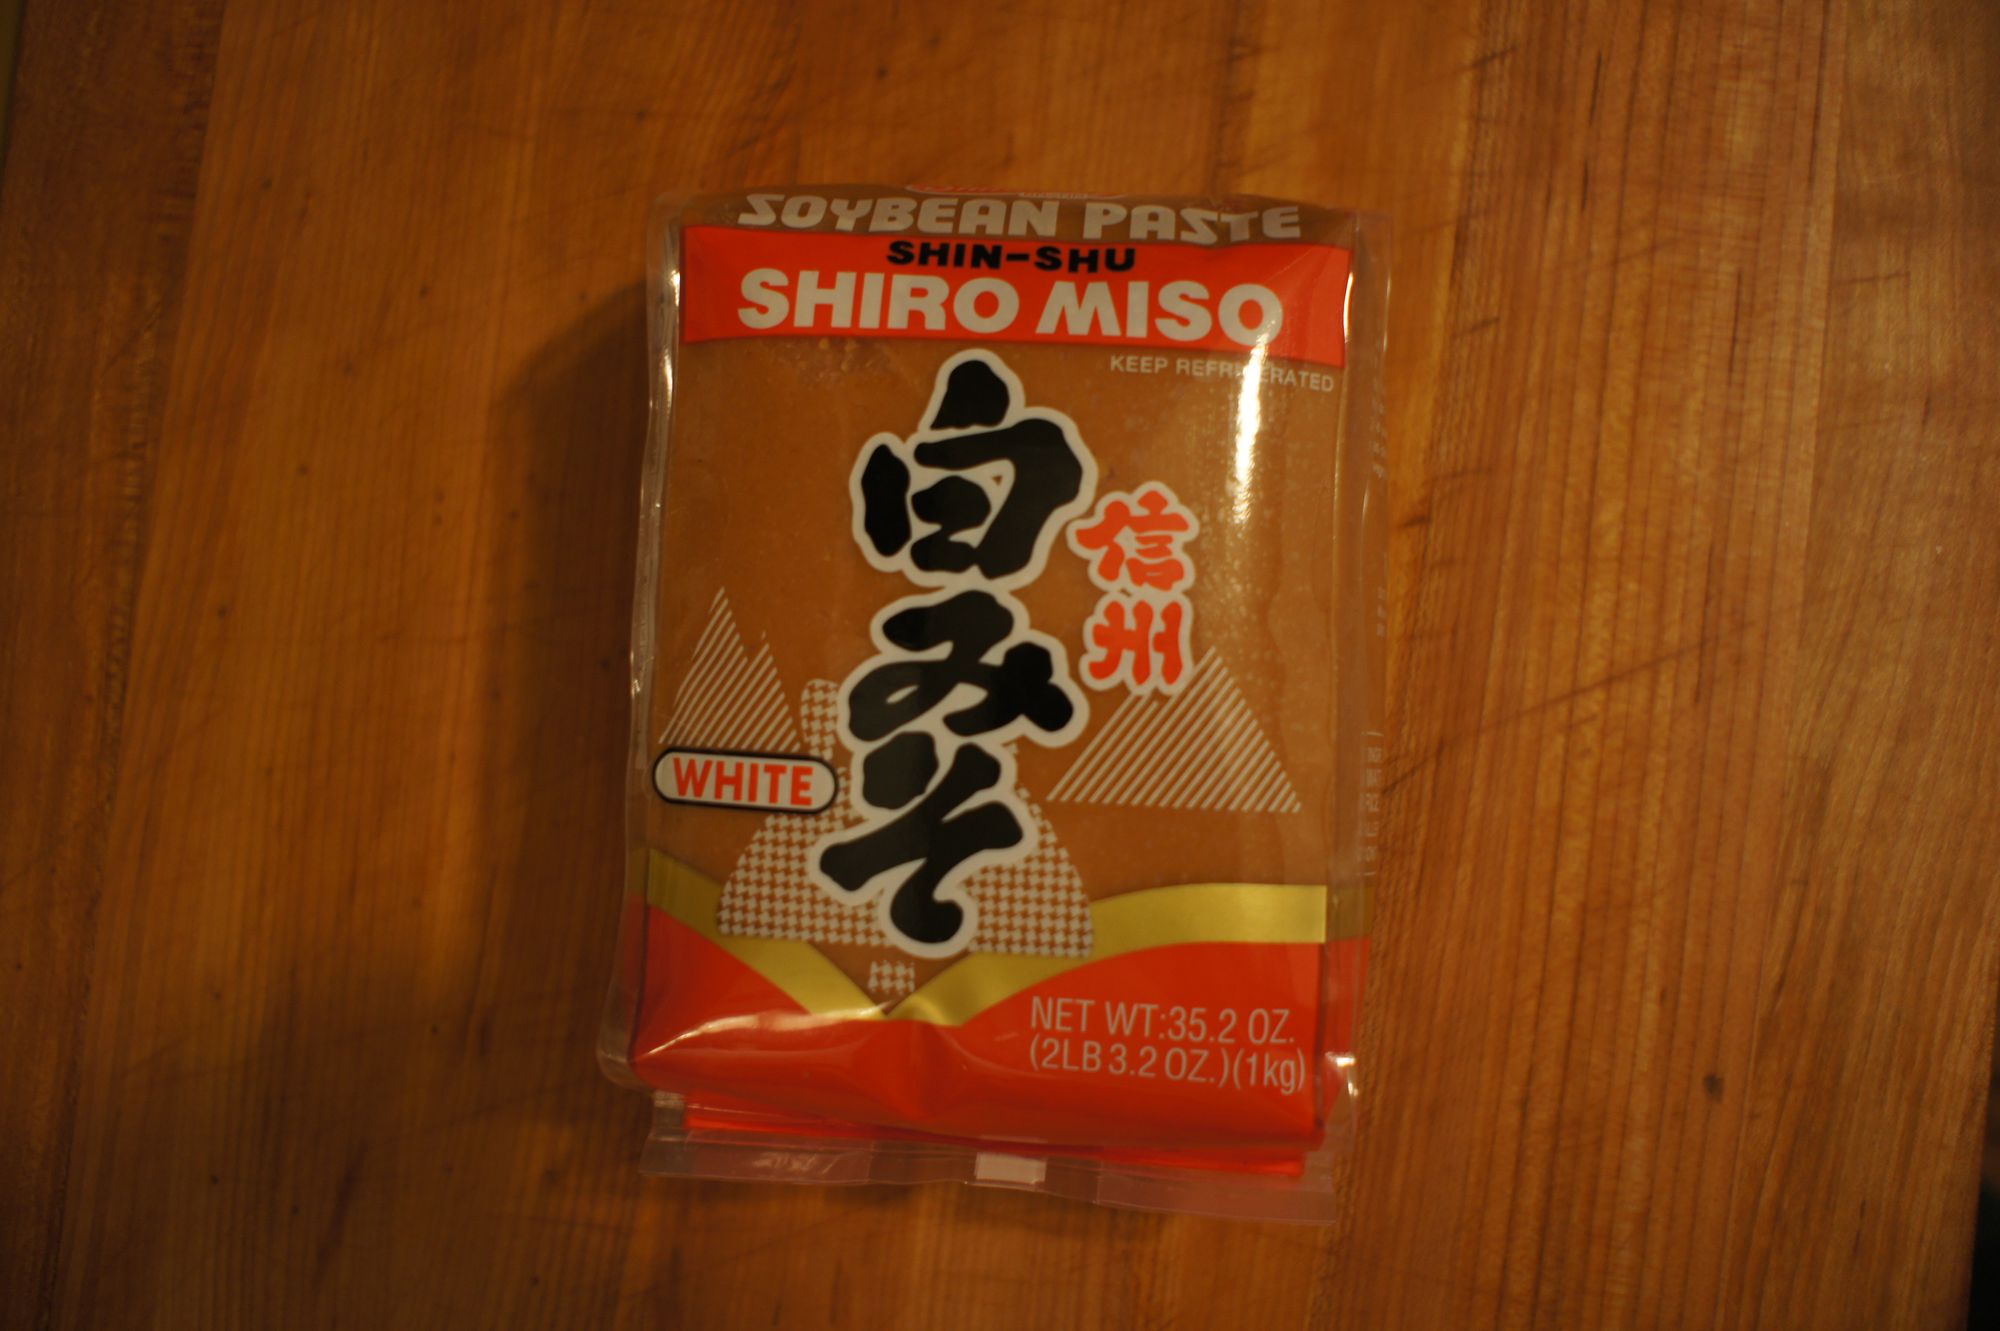 SOYBEAN PASTE
SHIN-SHU
SHIRO MISO
KEEP REFRIGERATED
白みそ
信州
WHITE
NET WT:35.2 OZ.
(2LB 3.2 OZ.)(1kg)